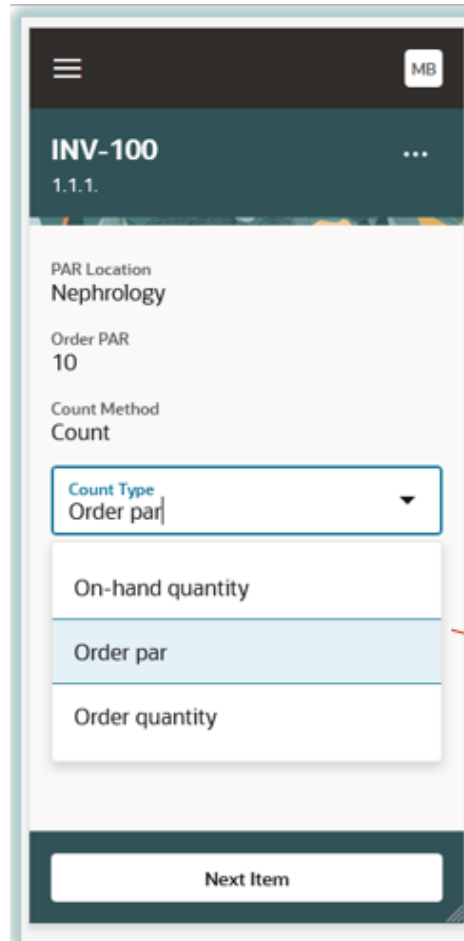 MB
INV-100
...
1.1.1.
PAR Location
Nephrology
Order PAR
10
Count Method
Count
Count Type
Order par
On-hand quantity
Order par
Order quantity
Next Item